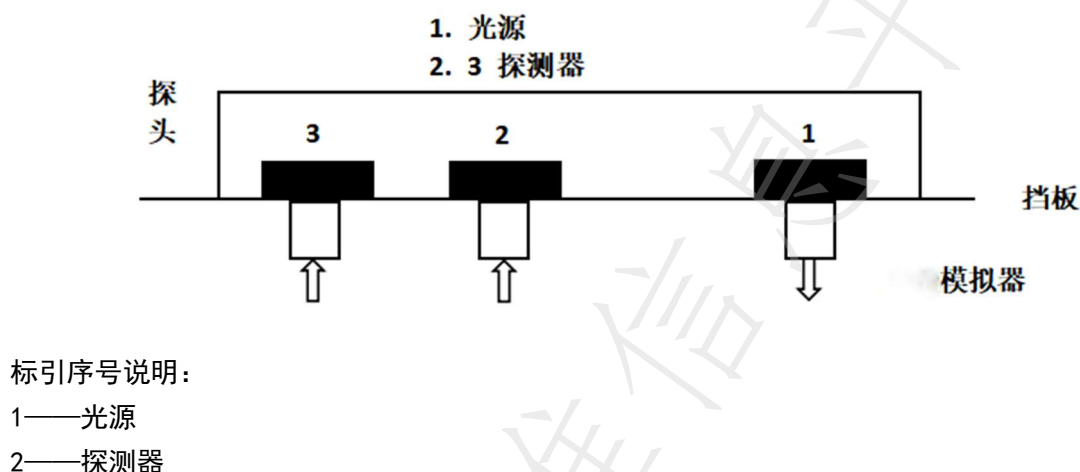 1. 光源
2. 3 探测器
探
头
3 2 1
挡板
模拟器
标引序号说明：
1——光源
2——探测器